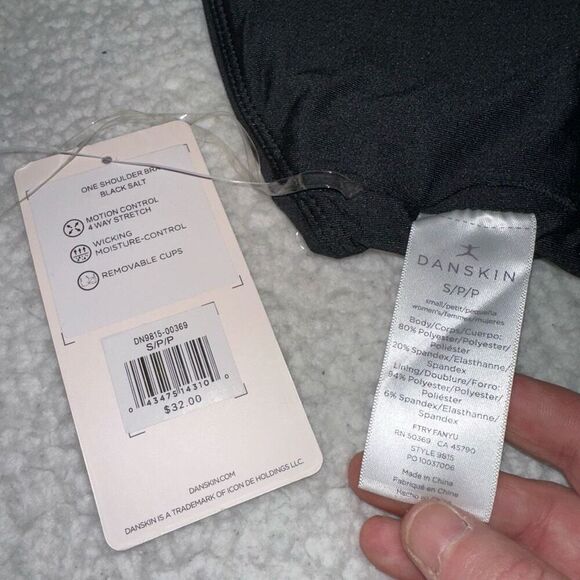 ONE SHOULDER BRA
BLACK SALT
MOTION CONTROL
4 WAY STRETCH
WICKING
MOISTURE-CONTROL
REMOVABLE CUPS
DN9815-00369
S/P/P
0 43475 14310 0
$32.00
DANSKIN.COM
DANSKIN IS A TRADEMARK OF ICON DE HOLDINGS LLC.
DANSKIN
S/P/P
small/petit/pequeña
women's/femmes/mujeres
Body/Corps/Cuerpo:
80% Polyester/Polyester/
Poliéster
20% Spandex/Elasthanne/
Spandex
Lining/Doublure/Forro:
94% Polyester/Polyester/
Poliéster
6% Spandex/Elasthanne/
Spandex
FTRY FANYU
RN 50369 CA 45790
STYLE 9815
PO 10037006
Made in China
Fabriqué en Chine
Hecho en